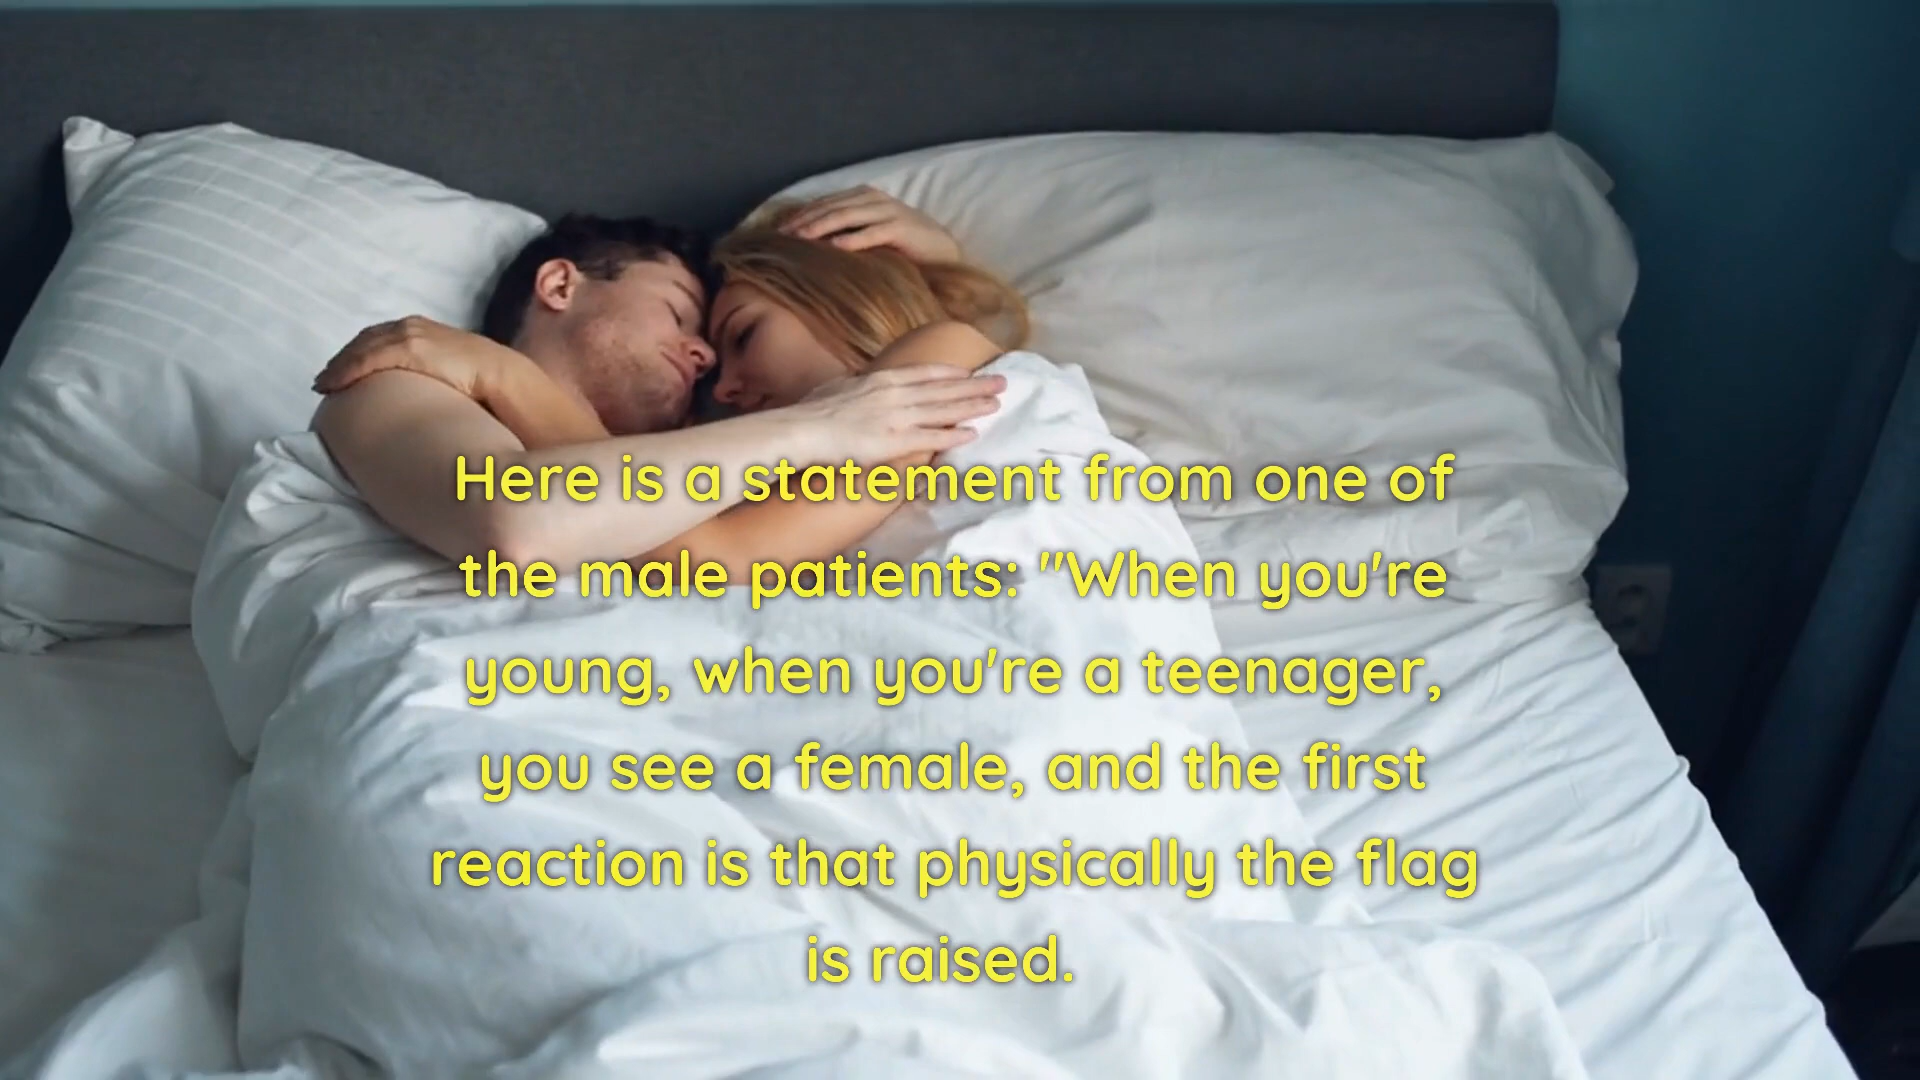 Here is a statement from one of
the male patients: "When you're
young, when you're a teenager,
you see a female, and the first
reaction is that physically the flag
is raised.